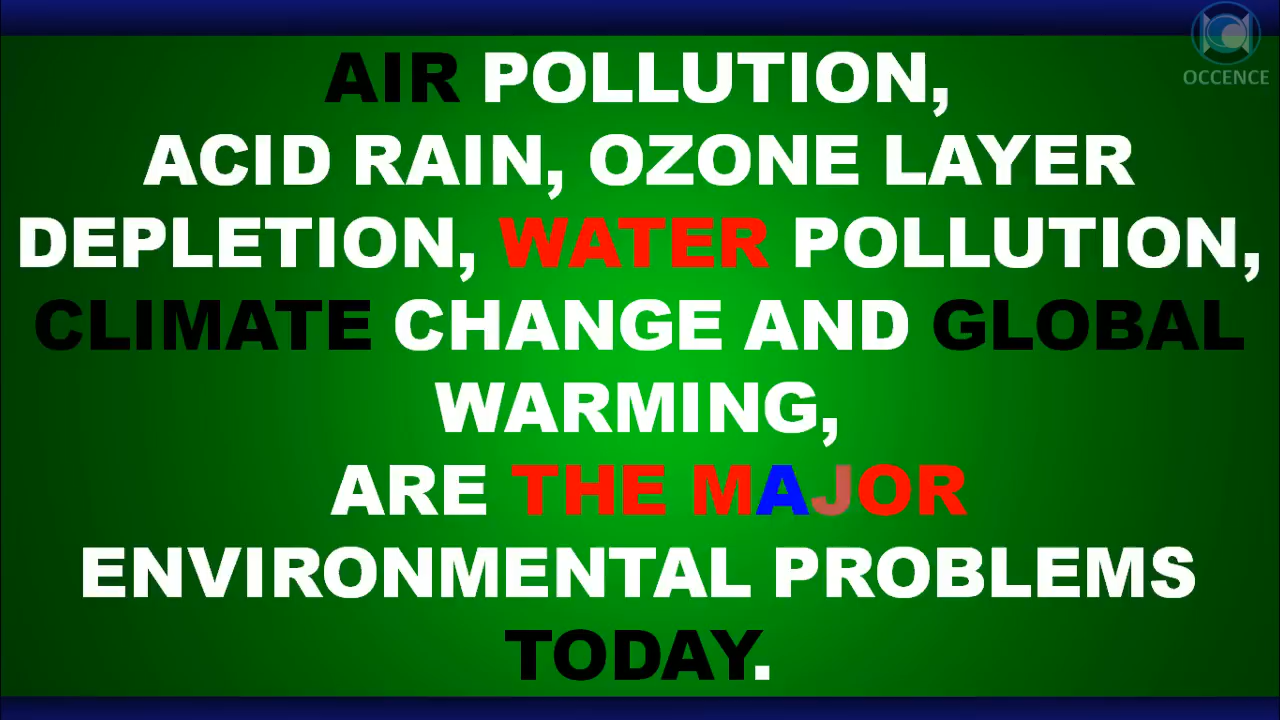 OCCENCE
AIR POLLUTION,
ACID RAIN, OZONE LAYER
DEPLETION, WATER POLLUTION,
CLIMATE CHANGE AND GLOBAL
WARMING,
ARE THE MAJOR
ENVIRONMENTAL PROBLEMS
TODAY.